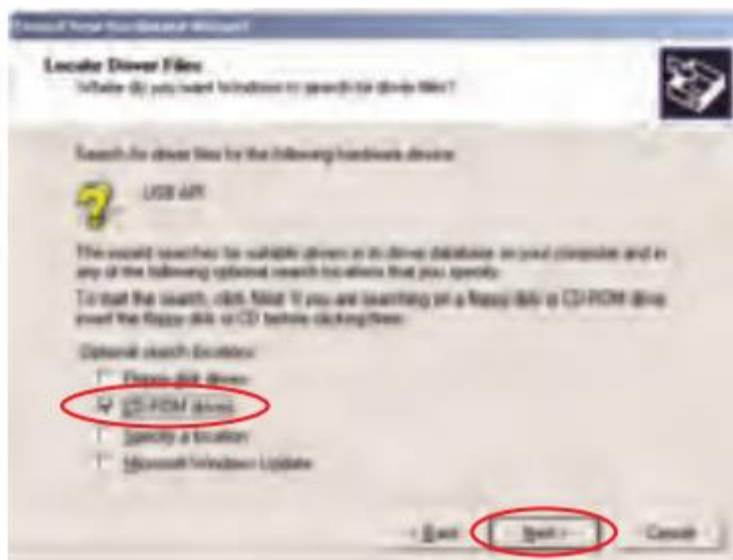 Found New Hardware Wizard
Locate Driver Files
Where do you want Windows to search for driver files?
Search for driver files for the following hardware device:
USB
The wizard searches for suitable drivers in its driver database on your computer and in
any of the following optional search locations that you specify.
To start the search, click Next. If you are searching on a floppy disk or CD-ROM drive,
insert the floppy disk or CD before clicking Next.
Optional search locations:
Floppy disk drives
CD-ROM drives
Specify a location
Microsoft Windows Update
< Back
Next >
Cancel